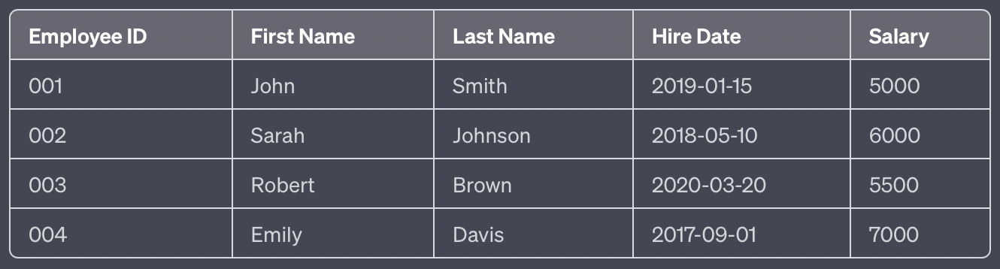 Employee ID First Name Last Name Hire Date Salary
001 John Smith 2019-01-15 5000
002 Sarah Johnson 2018-05-10 6000
003 Robert Brown 2020-03-20 5500
004 Emily Davis 2017-09-01 7000